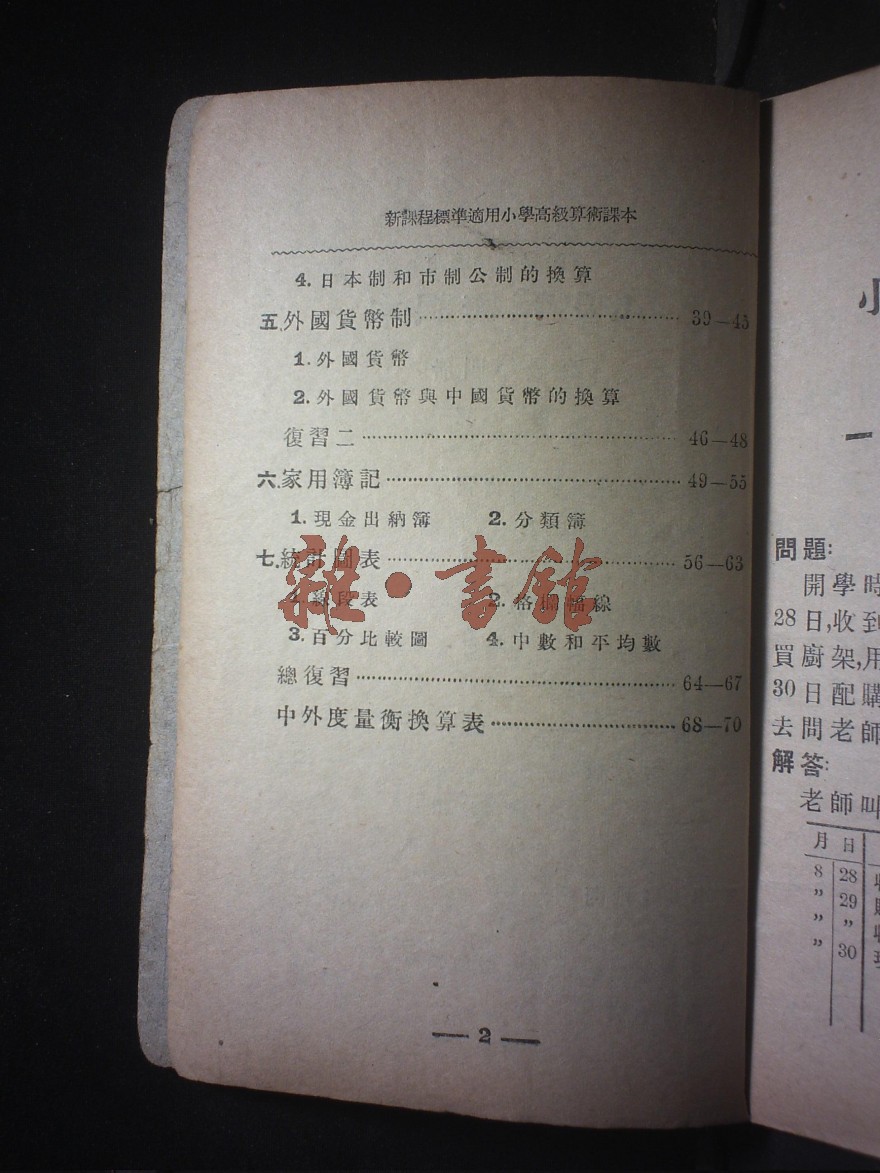 新課程標準適用小學高級算術課本
4. 日本制和市制公制的換算
五、外國貨幣制 39—45
1. 外國貨幣
2. 外國貨幣與中國貨幣的換算
復習二 46—48
六、家用簿記 49—55
1. 現金出納簿 2. 分類簿
七、統計圖表 56—63
1. 線段表 2.
3. 百分比較圖 4. 中數和平均數
總復習 64—67
中外度量衡換算表 68—70
— 2 —
雜·書館
小
一
問題:
開學時
28日,收到
買廚架,用
30日配購
去問老師
解答:
老師叫
月 日
8 28
” 29
” ”
” 30